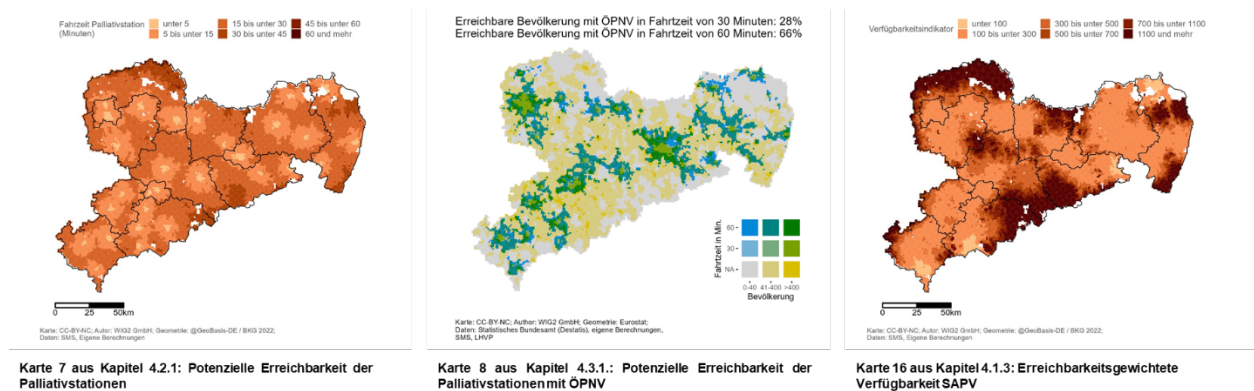 Fahrzeit Palliativstation
(Minuten)
unter 5
5 bis unter 15
15 bis unter 30
30 bis unter 45
45 bis unter 60
60 und mehr
0
25
50km
Karte: CC-BY-NC; Autor: WIG2 GmbH; Geometrie: @GeoBasis-DE / BKG 2022;
Daten: SMS, Eigene Berechnungen
Karte 7 aus Kapitel 4.2.1: Potenzielle Erreichbarkeit der
Palliativstationen
Erreichbare Bevölkerung mit ÖPNV in Fahrtzeit von 30 Minuten: 28%
Erreichbare Bevölkerung mit ÖPNV in Fahrtzeit von 60 Minuten: 66%
Fahrtzeit in Min.
60
30
NA
0-40
41-400
>400
Bevölkerung
0
25
50km
Karte: CC-BY-NC; Author: WIG2 GmbH; Geometrie: Eurostat;
Daten: Statistisches Bundesamt (Destatis), eigene Berechnungen,
SMS, LHVP
Karte 8 aus Kapitel 4.3.1.: Potenzielle Erreichbarkeit der
Palliativstationen mit ÖPNV
Verfügbarkeitsindikator
unter 100
100 bis unter 300
300 bis unter 500
500 bis unter 700
700 bis unter 1100
1100 und mehr
0
25
50km
Karte: CC-BY-NC; Autor: WIG2 GmbH; Geometrie: @GeoBasis-DE / BKG 2022;
Daten: SMS, Eigene Berechnungen
Karte 16 aus Kapitel 4.1.3: Erreichbarkeitsgewichtete
Verfügbarkeit SAPV